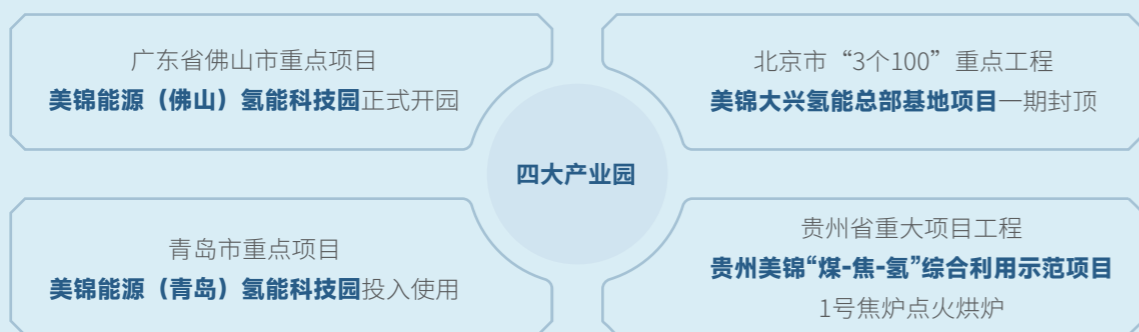 广东省佛山市重点项目
美锦能源（佛山）氢能科技园正式开园
北京市“3个100”重点工程
美锦大兴氢能总部基地项目一期封顶
四大产业园
青岛市重点项目
美锦能源（青岛）氢能科技园投入使用
贵州省重大项目工程
贵州美锦“煤-焦-氢”综合利用示范项目
1号焦炉点火烘炉